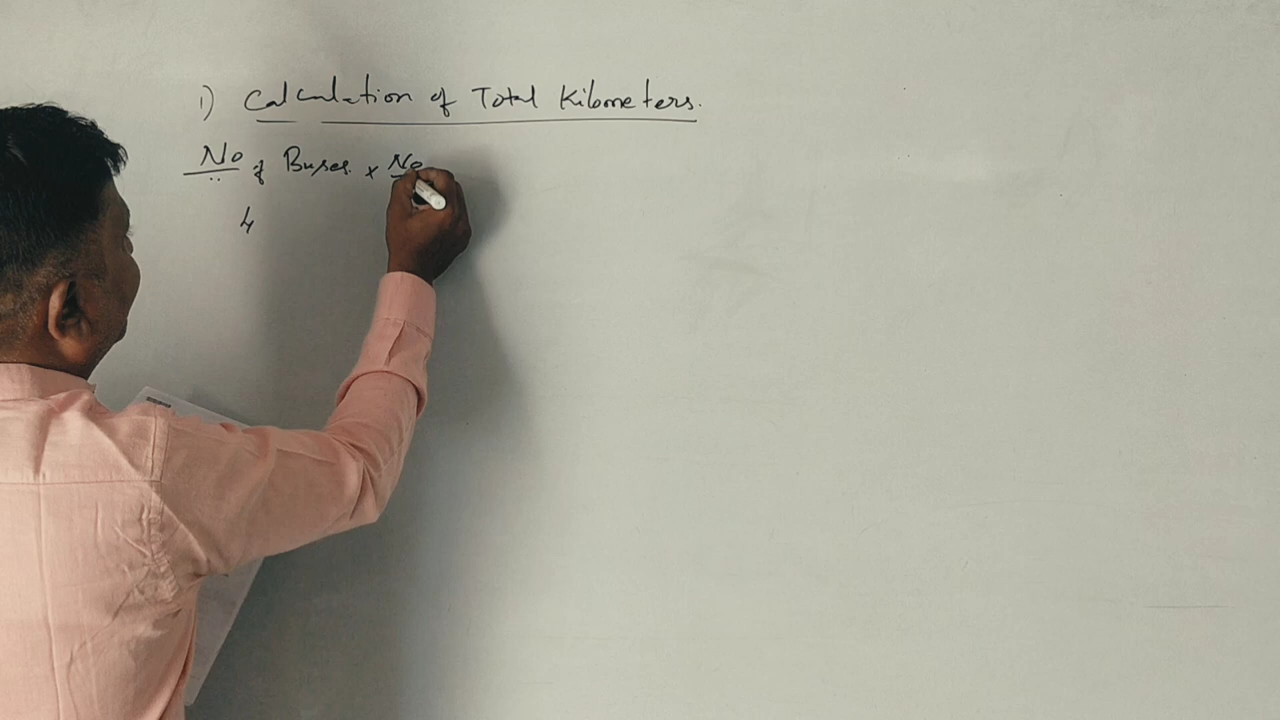 1) Calculation of Total Kilometers.
No of Buses. x No
4